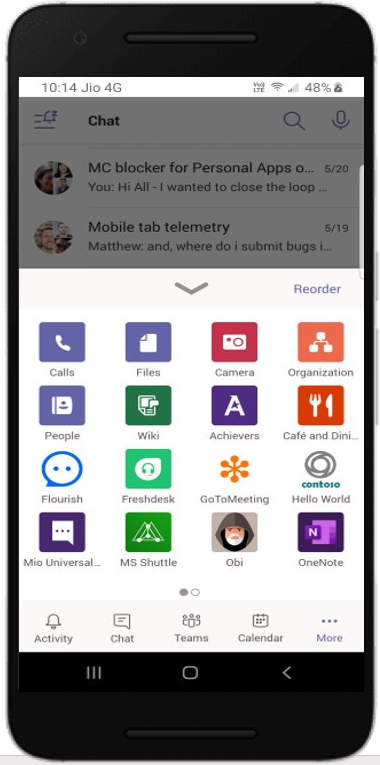 10:14 Jio 4G VoD LTE 48%
Chat
MC blocker for Personal Apps o... 5/20
You: Hi All - I wanted to close the loop ...
Mobile tab telemetry 5/19
Matthew: and, where do i submit bugs i...
Reorder
Calls Files Camera Organization
People Wiki Achievers Café and Dini...
contoso
Flourish Freshdesk GoToMeeting Hello World
Mio Universal... MS Shuttle Obi OneNote
Activity Chat Teams Calendar More